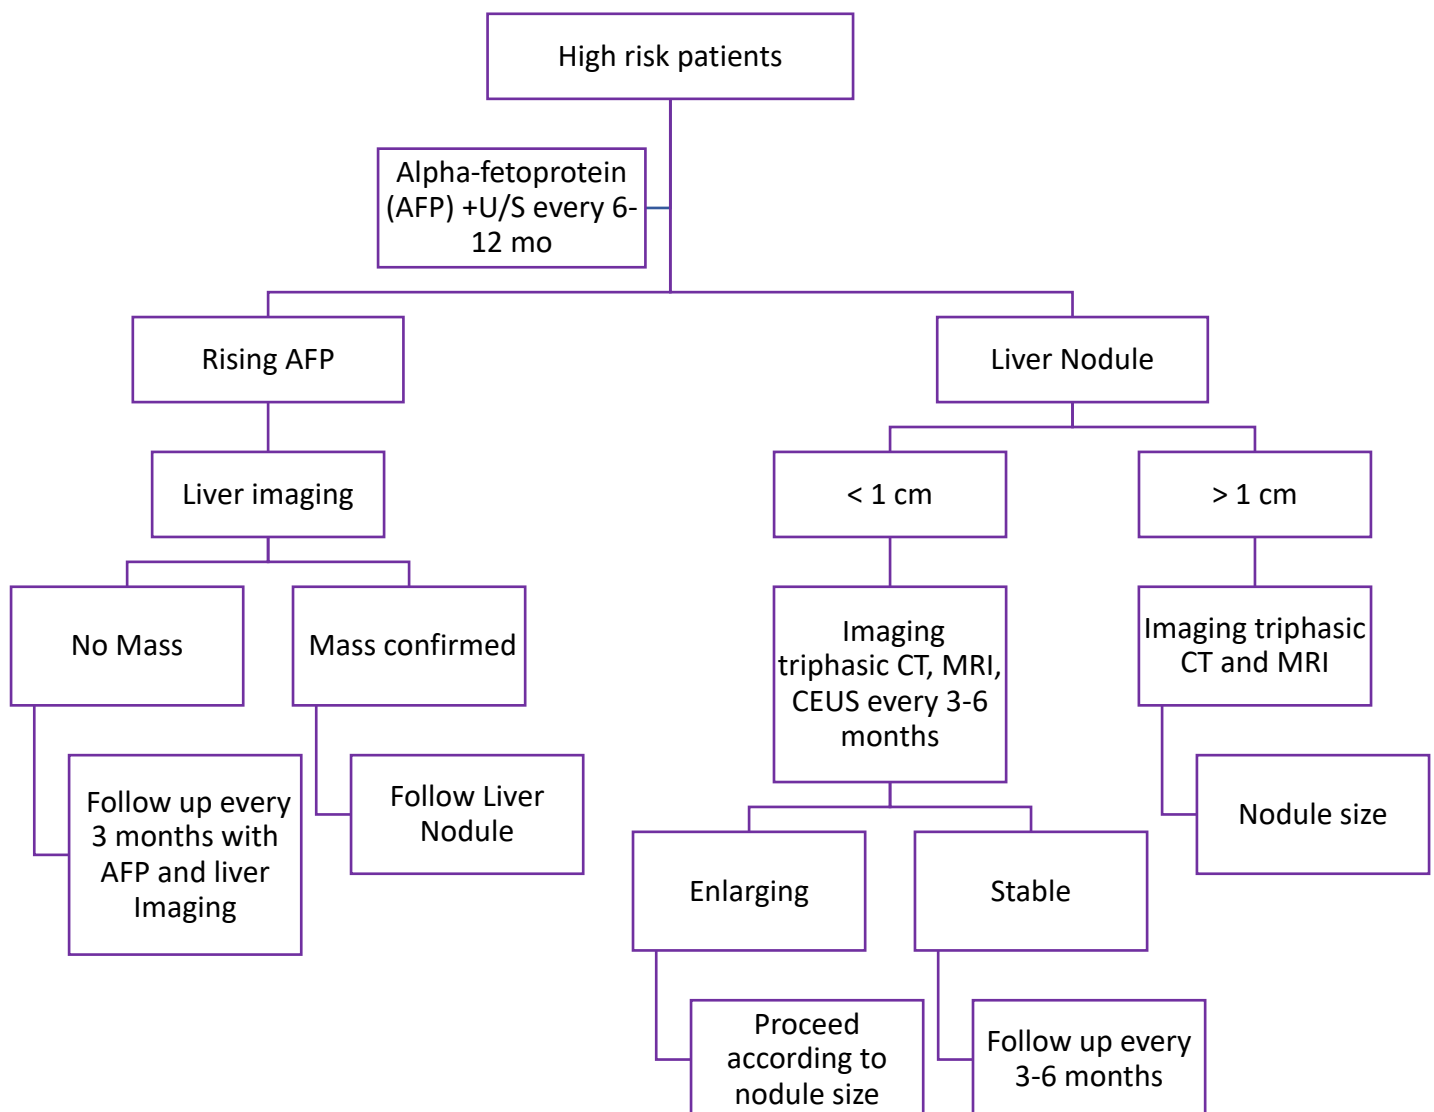 High risk patients
Alpha-fetoprotein
(AFP) +U/S every 6-
12 mo
Rising AFP
Liver Nodule
Liver imaging
< 1 cm
> 1 cm
No Mass
Mass confirmed
Imaging
triphasic CT, MRI,
CEUS every 3-6
months
Imaging triphasic
CT and MRI
Follow up every
3 months with
AFP and liver
Imaging
Follow Liver
Nodule
Nodule size
Enlarging
Stable
Proceed
according to
nodule size
Follow up every
3-6 months